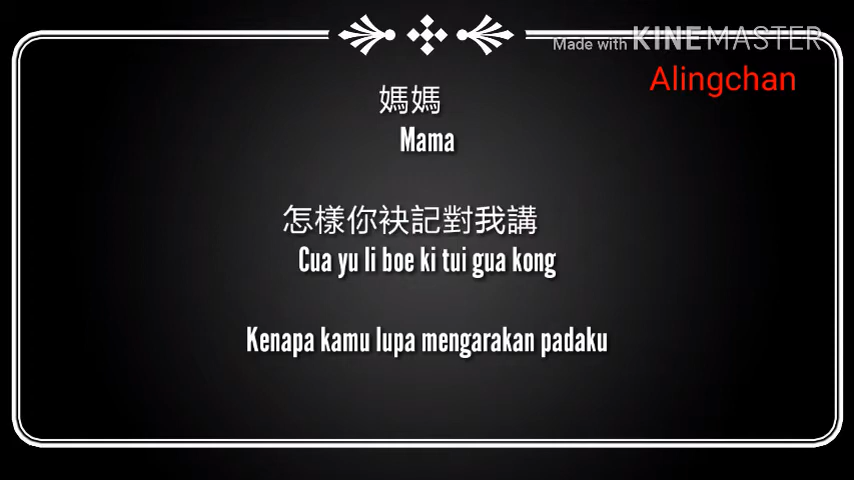 Made with KINEMASTER
Alingchan
媽媽
Mama
怎樣你袂記對我講
Cua yu li boe ki tui gua kong
Kenapa kamu lupa mengarakan padaku